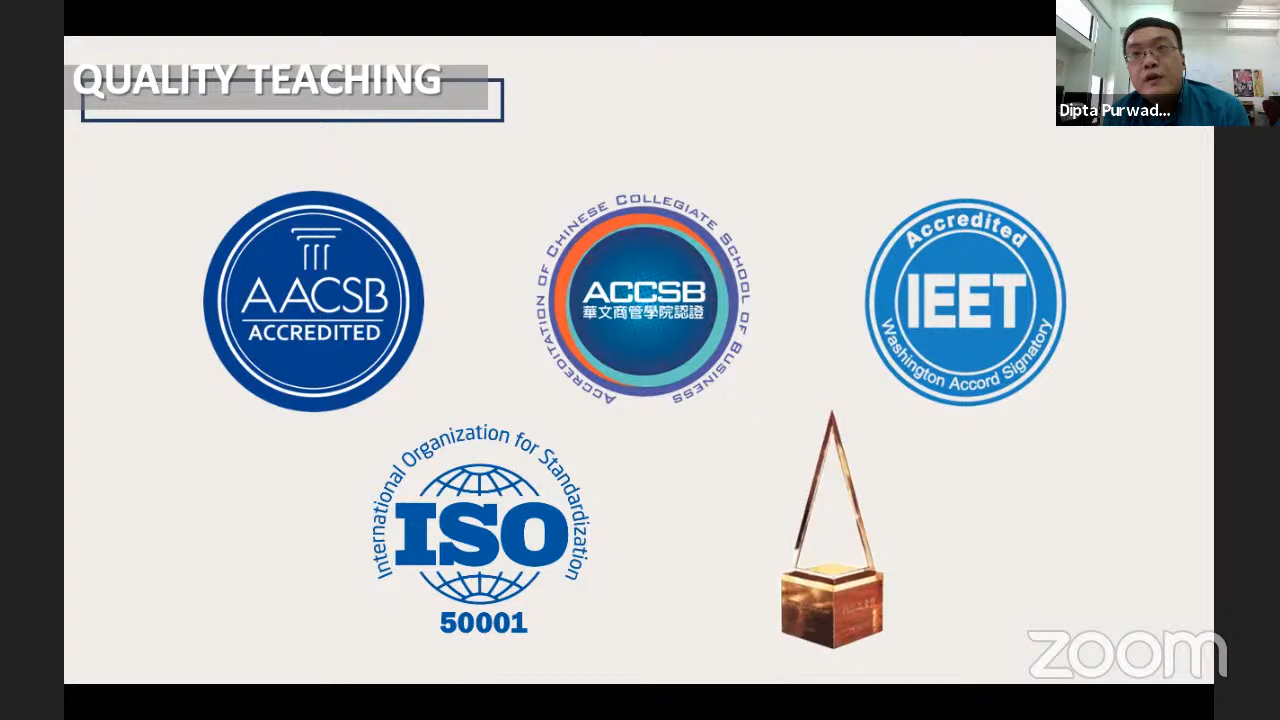 QUALITY TEACHING
Dipta Purwad...
AACSB
ACCREDITED
ACCREDITATION OF CHINESE COLLEGIATE SCHOOL OF BUSINESS
ACCSB
華文商管學院認證
Accredited
IEET
Washington Accord Signatory
International Organization for Standardization
ISO
50001
zoom